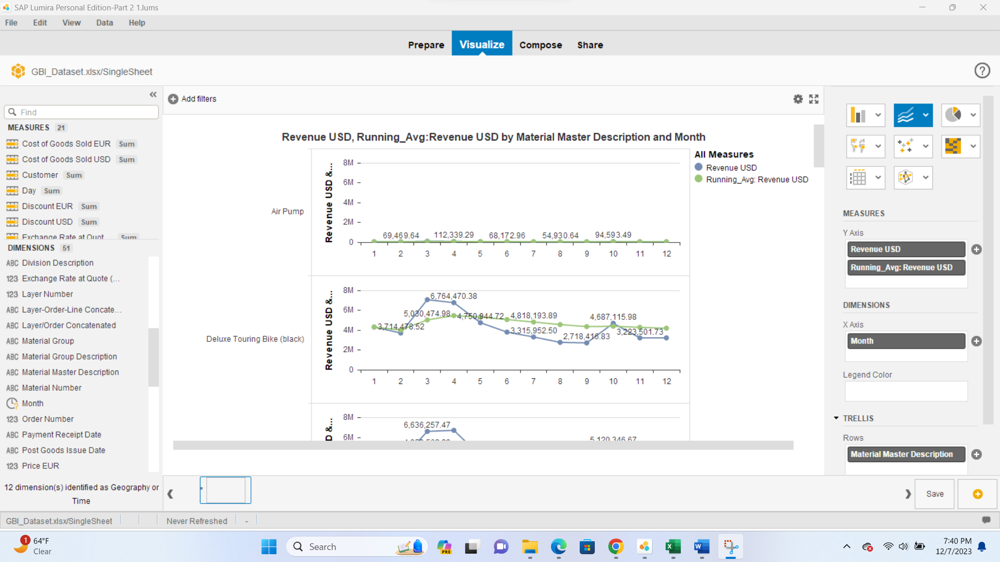 SAP Lumira Personal Edition-Part 2 1.lums
File Edit View Data Help
Prepare Visualize Compose Share
GBI_Dataset.xlsx/SingleSheet
Find
MEASURES 21
Cost of Goods Sold EUR Sum
Cost of Goods Sold USD Sum
Customer Sum
Day Sum
Discount EUR Sum
Discount USD Sum
Exchange Rate at Quot... Sum
DIMENSIONS 51
ABC Division Description
123 Exchange Rate at Quote (...
123 Layer Number
ABC Layer-Order-Line Concate...
ABC Layer/Order Concatenated
ABC Material Group
ABC Material Group Description
ABC Material Master Description
ABC Material Number
Month
123 Order Number
ABC Payment Receipt Date
ABC Post Goods Issue Date
123 Price EUR
12 dimension(s) identified as Geography or
Time
Add filters
Revenue USD, Running_Avg:Revenue USD by Material Master Description and Month
All Measures
Revenue USD
Running_Avg: Revenue USD
Air Pump
Revenue USD &...
8M
6M
4M
2M
0
69,469.64 112,339.29 68,172.96 54,930.64 94,593.49
1 2 3 4 5 6 7 8 9 10 11 12
Deluxe Touring Bike (black)
Revenue USD &...
8M
6M
4M
2M
0
6,764,470.38
5,030,474.98 4,750,944.72 4,818,193.89 4,687,115.98
3,714,478.52 3,315,952.50 2,718,416.83 3,223,501.73
1 2 3 4 5 6 7 8 9 10 11 12
D &...
8M
6M
6,636,257.47
5,120,346.67
MEASURES
Y Axis
Revenue USD
Running_Avg: Revenue USD
DIMENSIONS
X Axis
Month
Legend Color
TRELLIS
Rows
Material Master Description
*
Save
GBI_Dataset.xlsx/SingleSheet Never Refreshed -
1
64°F
Clear
Search
PRE
7:40 PM
12/7/2023